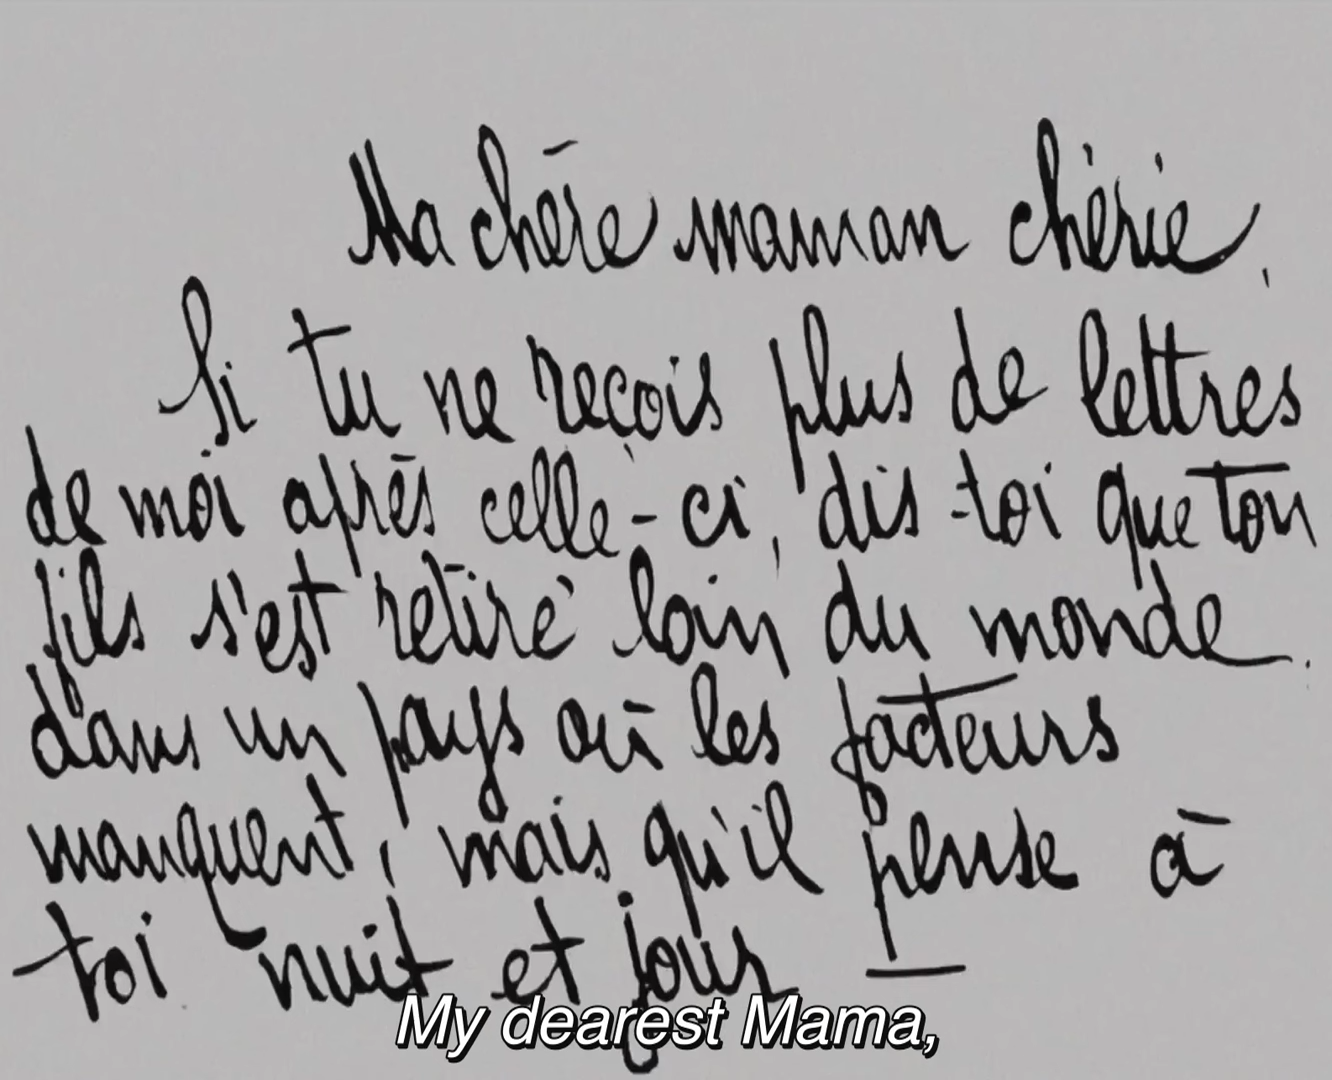 Ma chère maman chérie,
Si tu ne reçois plus de lettres
de moi après celle-ci, dis-toi que ton
fils s'est retiré loin du monde.
dans un pays où les facteurs
manquent, mais qu'il pense à
toi nuit et jour —
My dearest Mama,